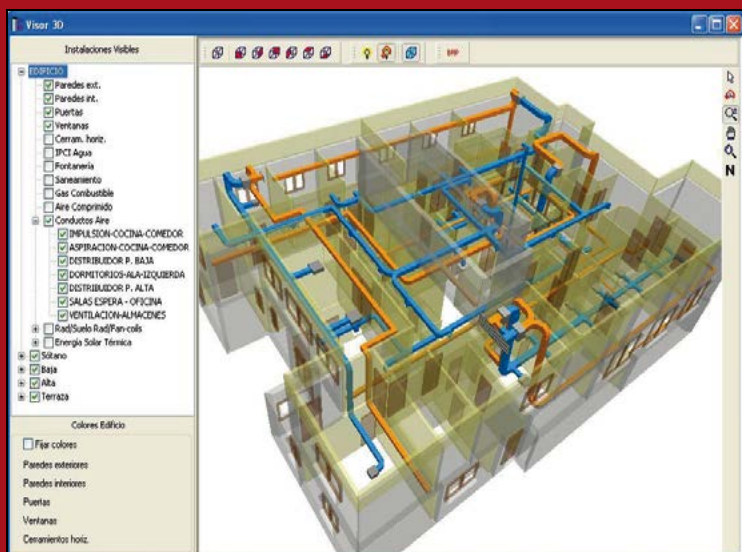 Visor 3D
Instalaciones Visibles
EDIFICIO
Paredes ext.
Paredes int.
Puertas
Ventanas
Cerram. horiz.
IPCI Agua
Fontanería
Saneamiento
Gas Combustible
Aire Comprimido
Conductos Aire
IMPULSION-COCINA-COMEDOR
ASPIRACION-COCINA-COMEDOR
DISTRIBUIDOR P. BAJA
DORMITORIOS-ALA-IZQUIERDA
DISTRIBUIDOR P. ALTA
SALAS ESPERA - OFICINA
VENTILACION-ALMACENES
Rad/Suelo Rad/Fan-coils
Energía Solar Térmica
Sótano
Baja
Alta
Terraza
Colores Edificio
Fijar colores
Paredes exteriores
Paredes interiores
Puertas
Ventanas
Cerramientos horiz.
BMP
N